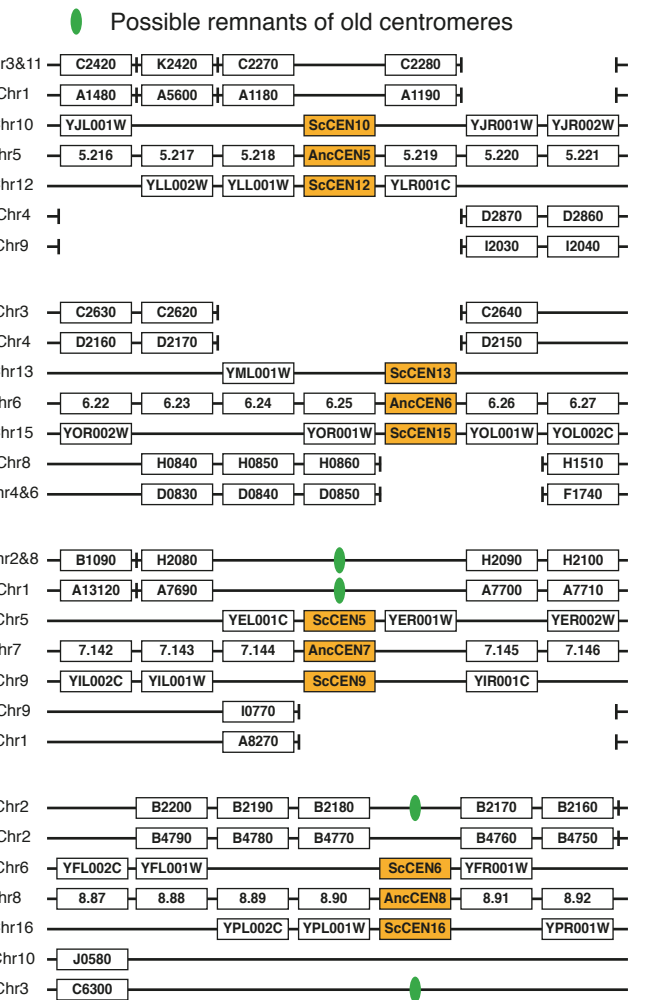 Possible remnants of old centromeres
r3&11 C2420 K2420 C2270 C2280
Chr1 A1480 A5600 A1180 A1190
hr10 YJL001W ScCEN10 YJR001W YJR002W
hr5 5.216 5.217 5.218 AncCEN5 5.219 5.220 5.221
hr12 YLL002W YLL001W ScCEN12 YLR001C
Chr4 D2870 D2860
Chr9 I2030 I2040
Chr3 C2630 C2620 C2640
Chr4 D2160 D2170 D2150
hr13 YML001W ScCEN13
hr6 6.22 6.23 6.24 6.25 AncCEN6 6.26 6.27
hr15 YOR002W YOR001W ScCEN15 YOL001W YOL002C
Chr8 H0840 H0850 H0860 H1510
r4&6 D0830 D0840 D0850 F1740
r2&8 B1090 H2080 H2090 H2100
Chr1 A13120 A7690 A7700 A7710
Chr5 YEL001C ScCEN5 YER001W YER002W
hr7 7.142 7.143 7.144 AncCEN7 7.145 7.146
Chr9 YIL002C YIL001W ScCEN9 YIR001C
Chr9 I0770
Chr1 A8270
Chr2 B2200 B2190 B2180 B2170 B2160
Chr2 B4790 B4780 B4770 B4760 B4750
Chr6 YFL002C YFL001W ScCEN6 YFR001W
hr8 8.87 8.88 8.89 8.90 AncCEN8 8.91 8.92
hr16 YPL002C YPL001W ScCEN16 YPR001W
Chr10 J0580
Chr3 C6300